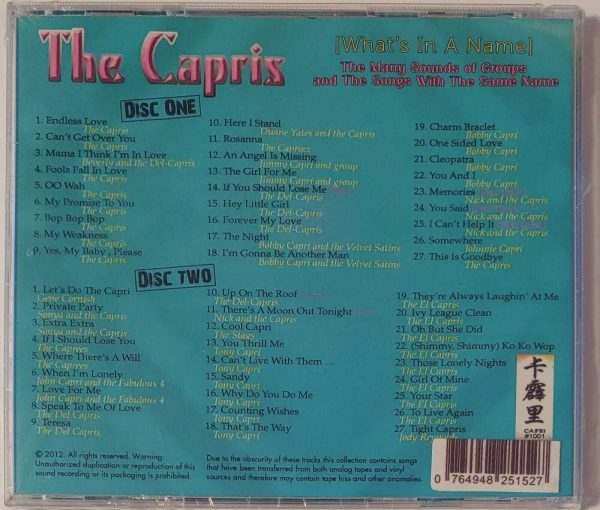 The Capris
[What's In A Name]
The Many Sounds of Groups
and The Songs With The Same Name
DISC ONE
1. Endless Love
The Capris
2. Can't Get Over You
The Capris
3. Mama I Think I'm In Love
Beverly and the Del-Capris
4. Fools Fall In Love
The Capris
5. OO Wah
The Capris
6. My Promise To You
The Capris
7. Bop Bop Bop
The Capris
8. My Weakness
The Capris
9. Yes, My Baby, Please
The Capris
10. Here I Stand
Duane Yates and the Capris
11. Rosanna
The Capreez
12. An Angel Is Missing
Jimmy Capri and group
13. The Girl For Me
Jimmy Capri and group
14. If You Should Lose Me
The Del-Capris
15. Hey Little Girl
The Del-Capris
16. Forever My Love
The Del-Capris
17. The Night
Bobby Capri and the Velvet Satins
18. I'm Gonna Be Another Man
Bobby Capri and the Velvet Satins
19. Charm Braclet
Bobby Capri
20. One Sided Love
Bobby Capri
21. Cleopatra
Bobby Capri
22. You And I
Bobby Capri
23. Memories
Nick and the Capris
24. You Said
Nick and the Capris
25. I Can't Help It
Nick and the Capris
26. Somewhere
Johnnie Capri
27. This Is Goodbye
The Capris
DISC TWO
1. Let's Do The Capri
Gene Cornish
2. Private Party
Sonya and the Capris
3. Extra Extra
Sonya and the Capris
4. If I Should Lose You
The Caprees
5. Where There's A Will
The Caprees
6. When I'm Lonely
John Capri and the Fabulous 4
7. Love For Me
John Capri and the Fabulous 4
8. Speak To Me Of Love
The Del Capris
9. Teresa
The Del Capris
10. Up On The Roof
The Del-Capris
11. There's A Moon Out Tonight
Nick and the Capris
12. Cool Capri
The Stags
13. You Thrill Me
Tony Capri
14. Can't Live With Them ...
Tony Capri
15. Sandy
Tony Capri
16. Why Do You Do Me
Tony Capri
17. Counting Wishes
Tony Capri
18. That's The Way
Tony Capri
19. They're Always Laughin' At Me
The El Capris
20. Ivy League Clean
The El Capris
21. Oh But She Did
The El Capris
22. (Shimmy, Shimmy) Ko Ko Wop
The El Capris
23. Those Lonely Nights
The El Capris
24. Girl Of Mine
The El Capris
25. Your Star
The El Capris
26. To Live Again
The El Capris
27. Tight Capris
Jody
卡霹里
CAPRI
#1001
© 2012. All rights reserved. Warning:
Unauthorized duplication or reproduction of this
sound recording or its packaging is prohibited.
Due to the obscurity of these tracks this collection contains songs
that have been transferred from both analog tapes and vinyl
sources and therefore may contain tape hiss and other anomalies.
0 764948 251527